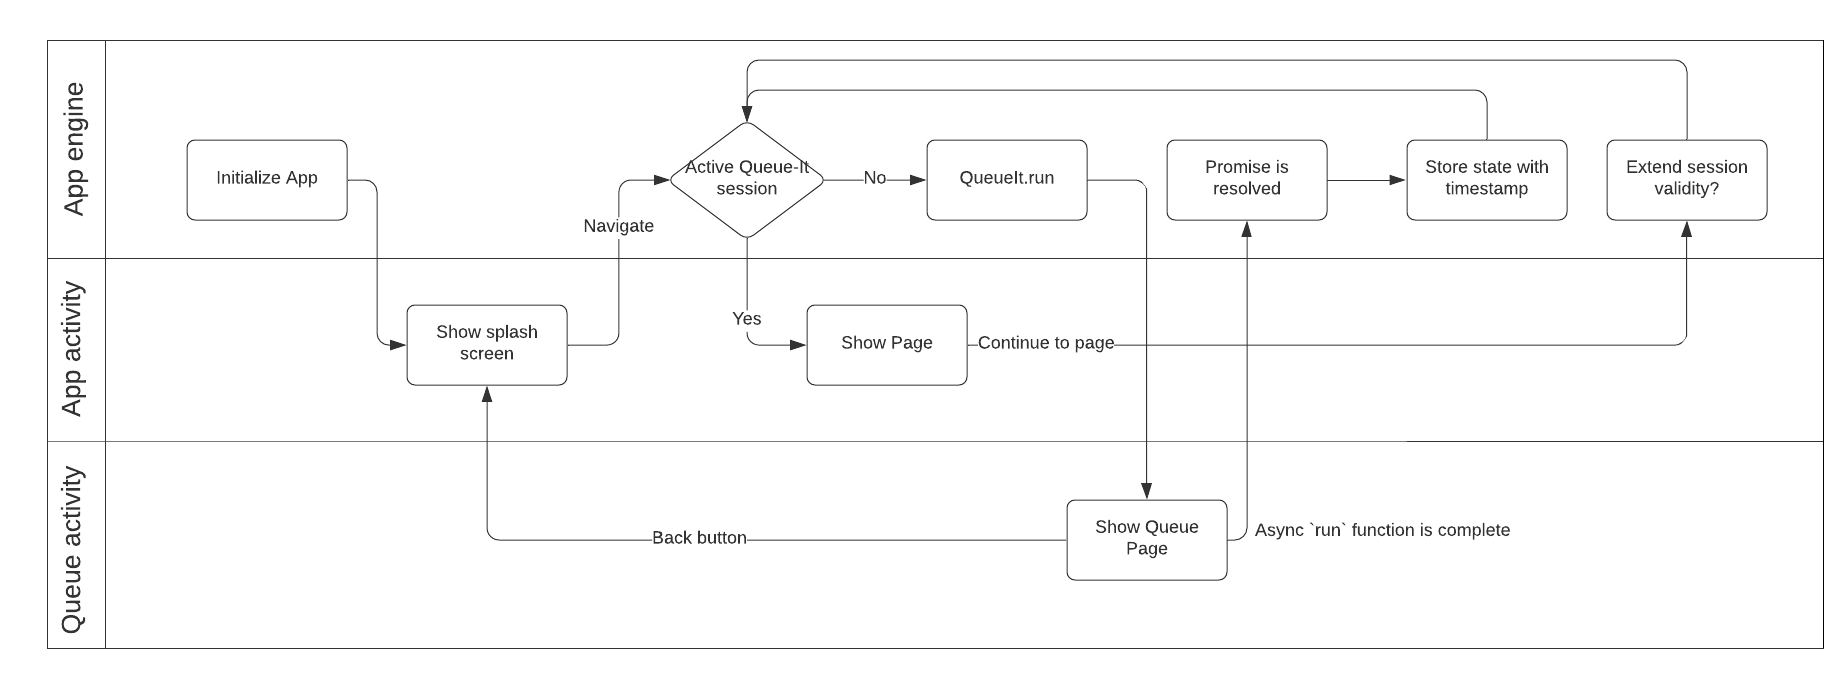 App engine
Initialize App
Navigate
Active Queue-It
session
No
QueueIt.run
Promise is
resolved
Store state with
timestamp
Extend session
validity?
App activity
Show splash
screen
Yes
Show Page
Continue to page
Queue activity
Back button
Show Queue
Page
Async `run` function is complete